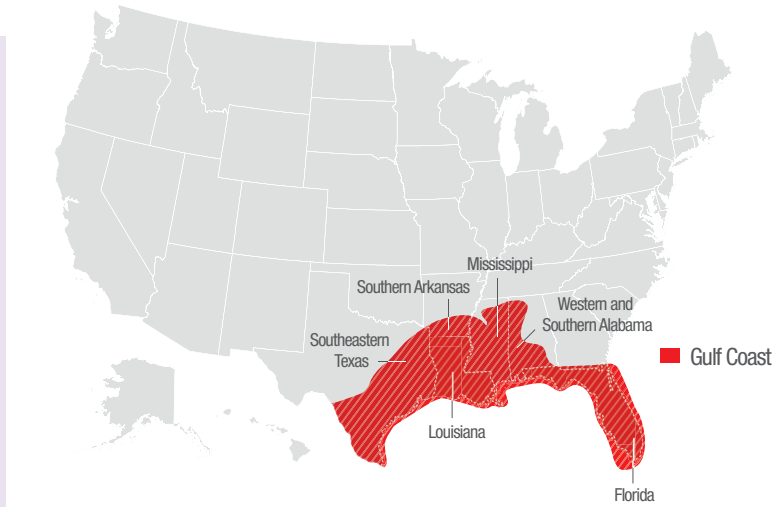 Mississippi
Southern Arkansas
Western and
Southern Alabama
Southeastern
Texas
Gulf Coast
Louisiana
Florida